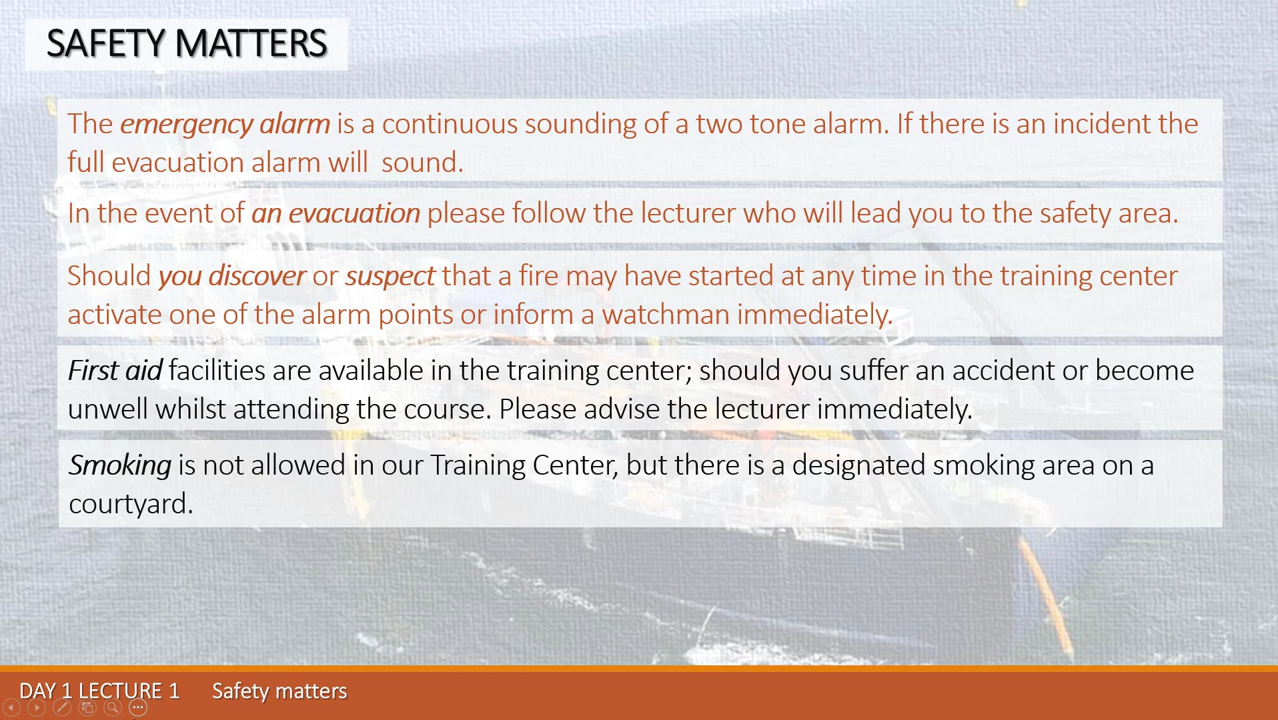 SAFETY MATTERS
The emergency alarm is a continuous sounding of a two tone alarm. If there is an incident the
full evacuation alarm will  sound.
In the event of an evacuation please follow the lecturer who will lead you to the safety area.
Should you discover or suspect that a fire may have started at any time in the training center
activate one of the alarm points or inform a watchman immediately.
First aid facilities are available in the training center; should you suffer an accident or become
unwell whilst attending the course. Please advise the lecturer immediately.
Smoking is not allowed in our Training Center, but there is a designated smoking area on a
courtyard.
DAY 1 LECTURE 1 Safety matters